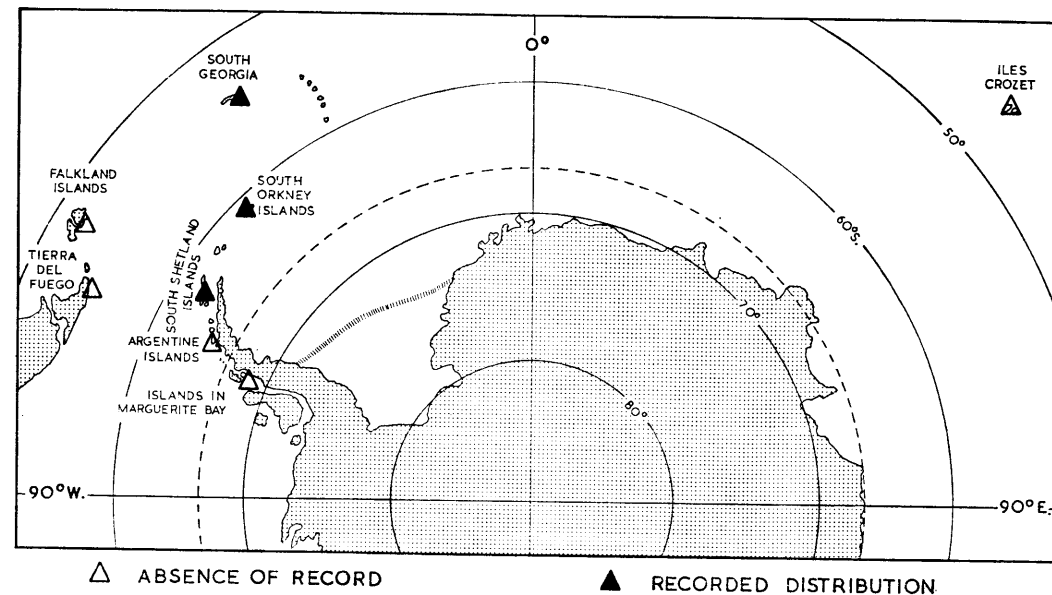 0°
SOUTH
GEORGIA
ILES
CROZET
50°
FALKLAND
ISLANDS
SOUTH
ORKNEY
ISLANDS
60°S.
TIERRA
DEL
FUEGO
SOUTH SHETLAND
ISLANDS
70°
ARGENTINE
ISLANDS
ISLANDS IN
MARGUERITE BAY
80°
90°W.
90°E.
ABSENCE OF RECORD
RECORDED DISTRIBUTION